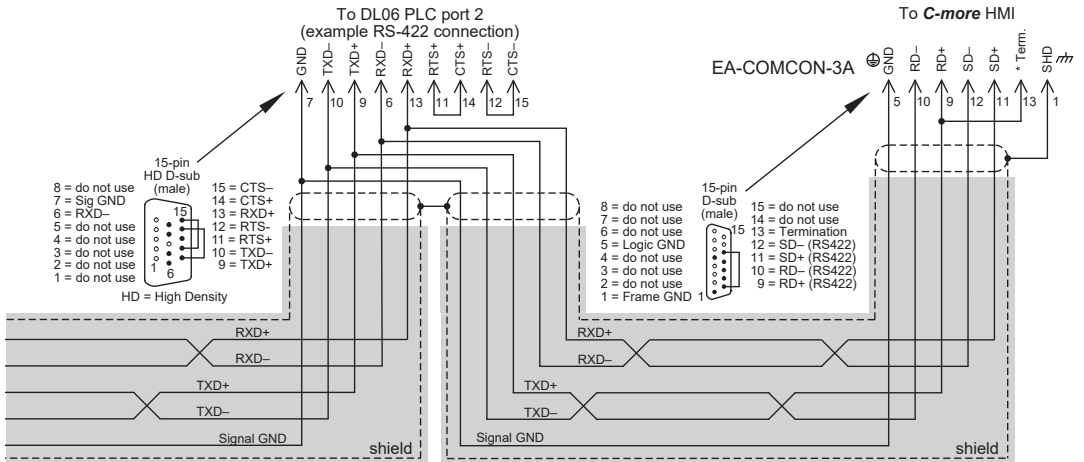 To DL06 PLC port 2
(example RS-422 connection)
GND
TXD–
TXD+
RXD–
RXD+
RTS+
CTS+
RTS–
CTS–
7
10
9
6
13
11
14
12
15
To C-more HMI
EA-COMCON-3A
GND
RD–
RD+
SD–
SD+
* Term.
SHD
5
10
9
12
11
13
1
15-pin
HD D-sub
(male)
8 = do not use
7 = Sig GND
6 = RXD–
5 = do not use
4 = do not use
3 = do not use
2 = do not use
1 = do not use
15
1
6
15 = CTS–
14 = CTS+
13 = RXD+
12 = RTS-
11 = RTS+
10 = TXD–
9 = TXD+
HD = High Density
15-pin
D-sub
(male)
8 = do not use
7 = do not use
6 = do not use
5 = Logic GND
4 = do not use
3 = do not use
2 = do not use
1 = Frame GND
15
1
15 = do not use
14 = do not use
13 = Termination
12 = SD– (RS422)
11 = SD+ (RS422)
10 = RD– (RS422)
9 = RD+ (RS422)
RXD+
RXD–
TXD+
TXD–
Signal GND
shield
RXD+
RXD–
TXD+
TXD–
Signal GND
shield